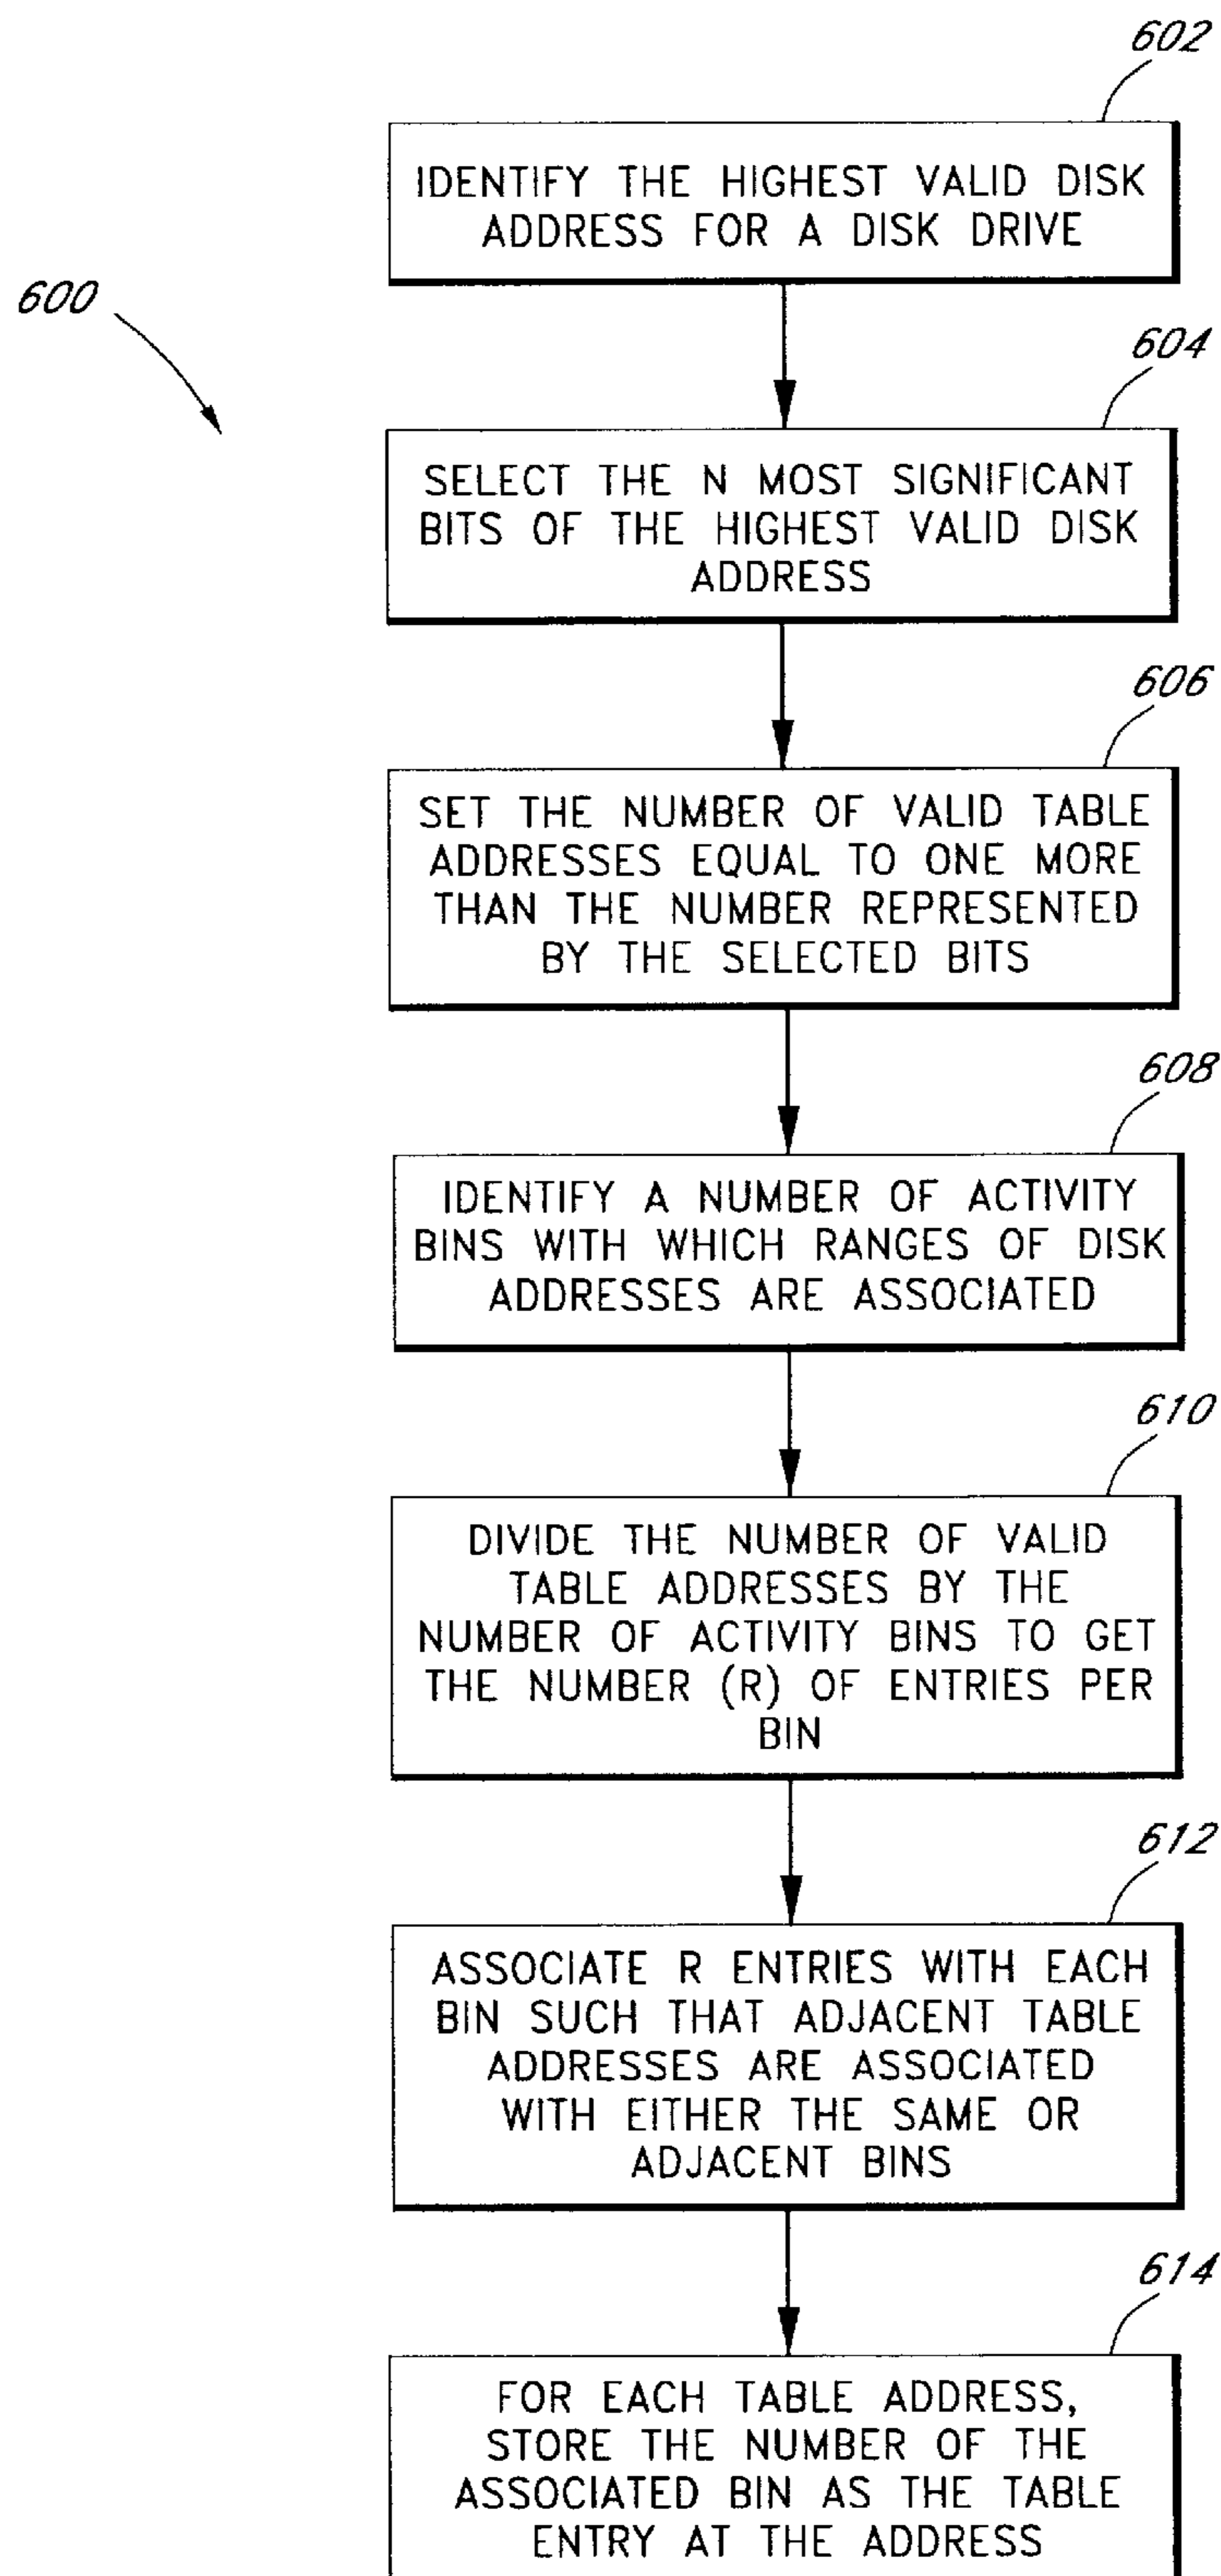 602
IDENTIFY THE HIGHEST VALID DISK
ADDRESS FOR A DISK DRIVE
600
604
SELECT THE N MOST SIGNIFICANT
BITS OF THE HIGHEST VALID DISK
ADDRESS
606
SET THE NUMBER OF VALID TABLE
ADDRESSES EQUAL TO ONE MORE
THAN THE NUMBER REPRESENTED
BY THE SELECTED BITS
608
IDENTIFY A NUMBER OF ACTIVITY
BINS WITH WHICH RANGES OF DISK
ADDRESSES ARE ASSOCIATED
610
DIVIDE THE NUMBER OF VALID
TABLE ADDRESSES BY THE
NUMBER OF ACTIVITY BINS TO GET
THE NUMBER (R) OF ENTRIES PER
BIN
612
ASSOCIATE R ENTRIES WITH EACH
BIN SUCH THAT ADJACENT TABLE
ADDRESSES ARE ASSOCIATED
WITH EITHER THE SAME OR
ADJACENT BINS
614
FOR EACH TABLE ADDRESS,
STORE THE NUMBER OF THE
ASSOCIATED BIN AS THE TABLE
ENTRY AT THE ADDRESS